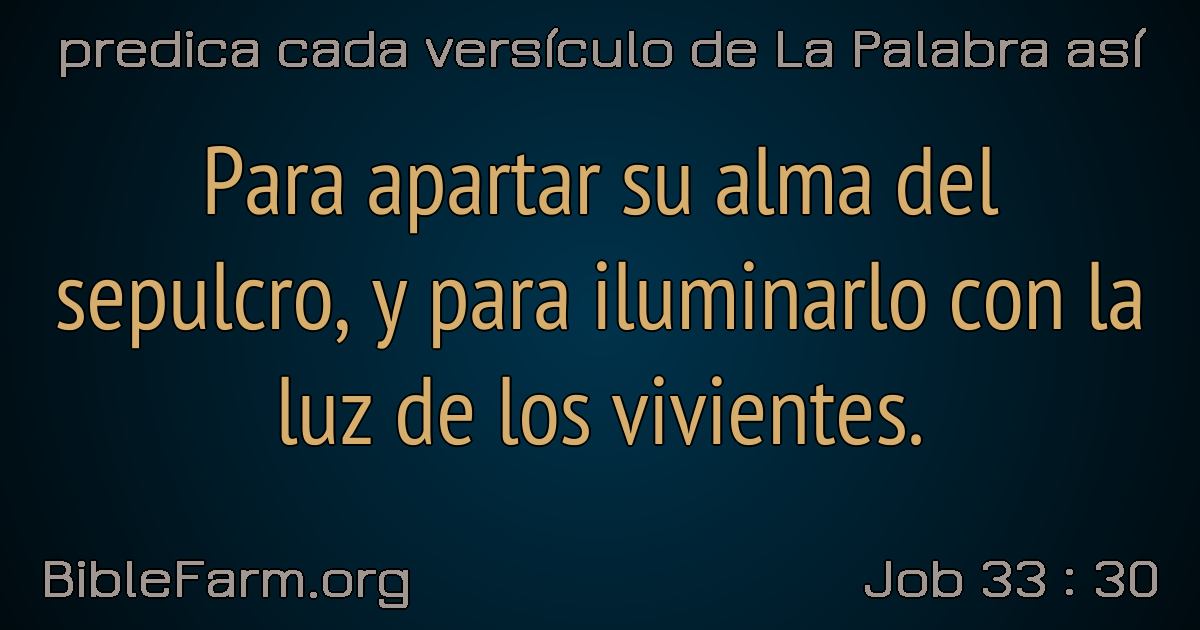 predica cada versículo de La Palabra así
Para apartar su alma del
sepulcro, y para iluminarlo con la
luz de los vivientes.
BibleFarm.org
Job 33 : 30